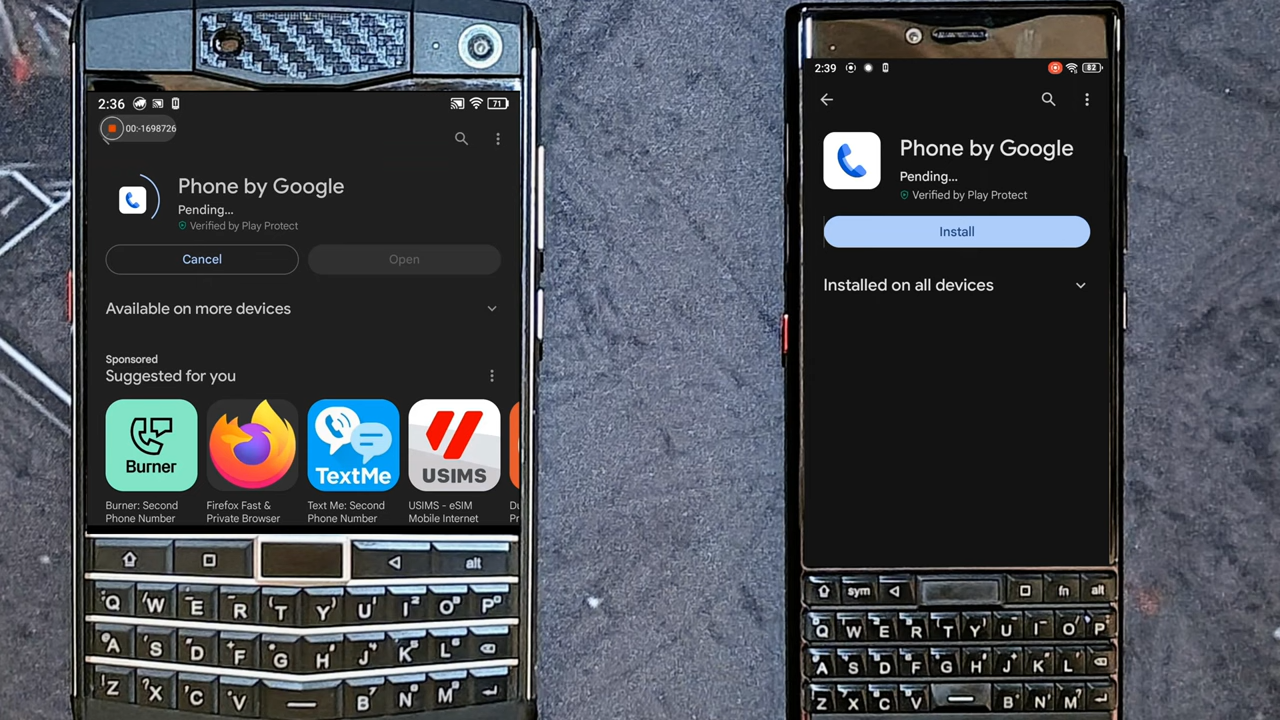 2:36
71
00:-1698726
Phone by Google
Pending...
Verified by Play Protect
Cancel
Open
Available on more devices
Sponsored
Suggested for you
Burner
TextMe
USIMS
Burner: Second
Phone Number
Firefox Fast &
Private Browser
Text Me: Second
Phone Number
USIMS - eSIM
Mobile Internet
Du
Pr
alt
Q W E R T Y U I O P
A S D F G H J K L
Z X C V B N M
2:39
82
Phone by Google
Pending...
Verified by Play Protect
Install
Installed on all devices
sym fn alt
Q W E R T Y U I O P
A S D F G H J K L
Z X C V B N M